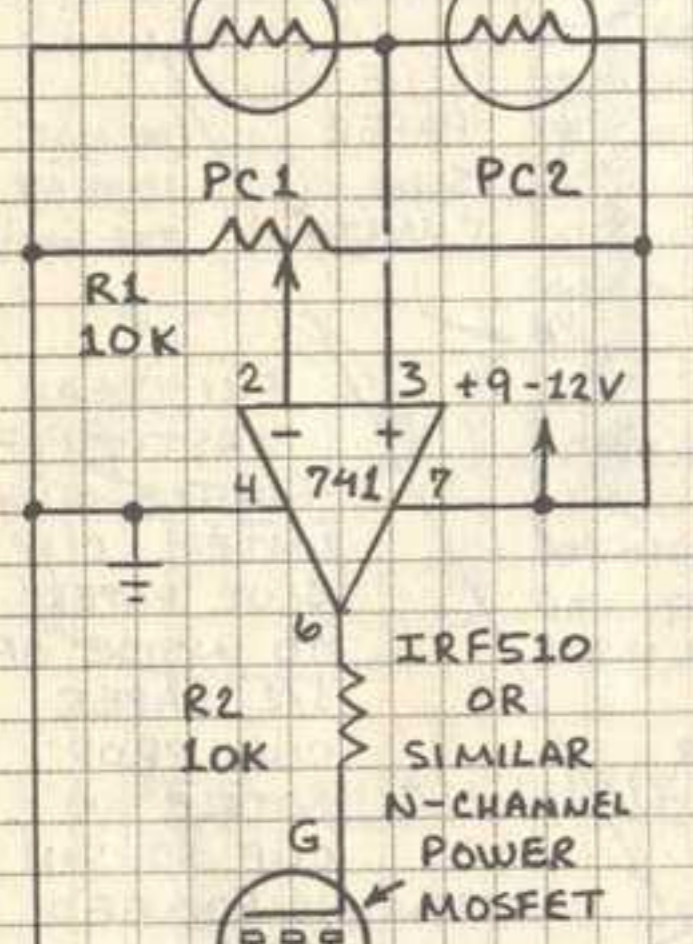 PC1
PC2
R1
10K
2
3
+9-12V
-
+
4
741
7
6
R2
10K
IRF510
OR
SIMILAR
N-CHANNEL
POWER
MOSFET
G